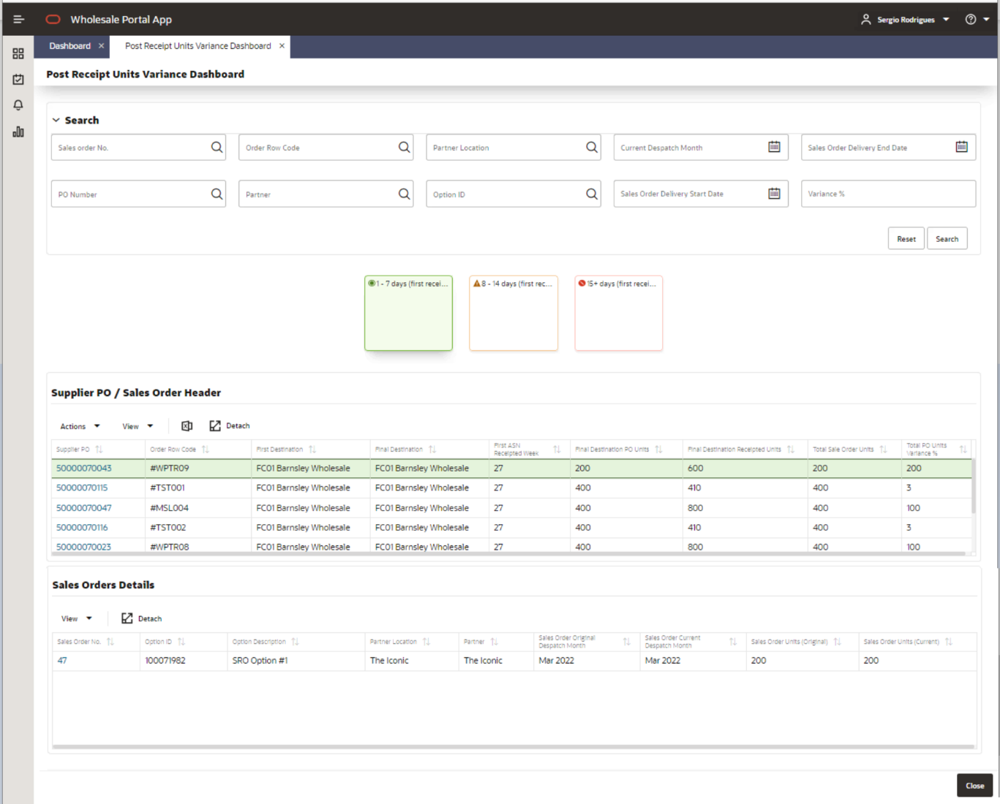 Wholesale Portal App
Sergio Rodrigues
Dashboard
Post Receipt Units Variance Dashboard
Post Receipt Units Variance Dashboard
Search
Sales order No. Order Row Code Partner Location Current Despatch Month Sales Order Delivery End Date
PO Number Partner Option ID Sales Order Delivery Start Date Variance %
Reset Search
1 - 7 days (first recei... 8 - 14 days (first rec... 15+ days (first recei...
Supplier PO / Sales Order Header
Actions View Detach
Supplier PO Order Row Code First Destination Final Destination First ASN Receipted Week Final Destination PO Units Final Destination Receipted Units Total Sale Order Units Total PO Units Variance %
50000070043 #WPTR09 FC01 Barnsley Wholesale FC01 Barnsley Wholesale 27 200 600 200 200
50000070115 #TST001 FC01 Barnsley Wholesale FC01 Barnsley Wholesale 27 400 410 400 3
50000070047 #MSL004 FC01 Barnsley Wholesale FC01 Barnsley Wholesale 27 400 800 400 100
50000070116 #TST002 FC01 Barnsley Wholesale FC01 Barnsley Wholesale 27 400 410 400 3
50000070023 #WPTR08 FC01 Barnsley Wholesale FC01 Barnsley Wholesale 27 400 800 400 100
Sales Orders Details
View Detach
Sales Order No. Option ID Option Description Partner Location Partner Sales Order Original Despatch Month Sales Order Current Despatch Month Sales Order Units (Original) Sales Order Units (Current)
47 100071982 SRO Option #1 The Iconic The Iconic Mar 2022 Mar 2022 200 200
Close